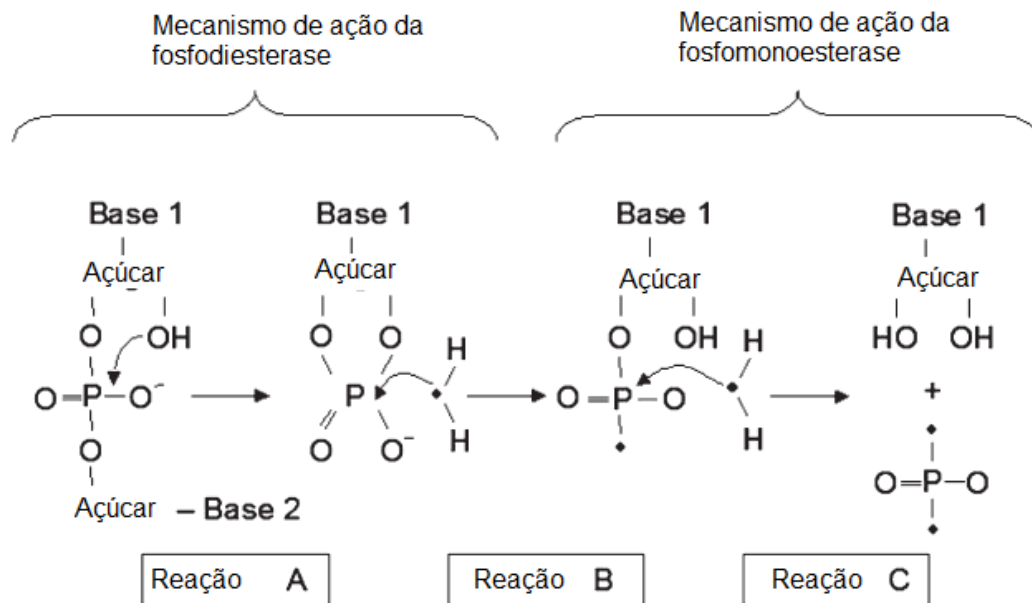 Mecanismo de ação da
fosfodiesterase
Mecanismo de ação da
fosfomonoesterase
Base 1
Base 1
Base 1
Base 1
Açúcar
Açúcar
Açúcar
Açúcar
O OH
O O H
O OH H
HO OH
O=P–O⁻
P
H
O=P–O
H
+
O
O O⁻
O=P–O
Açúcar – Base 2
Reação A
Reação B
Reação C